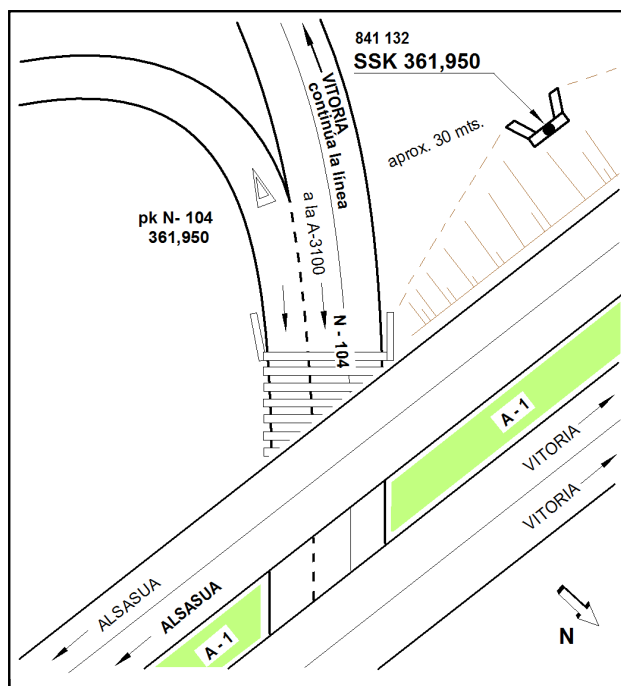 841 132
SSK 361,950
VITORIA
continùa la línea
aprox. 30 mts.
pk N- 104
361,950
a la A-3100
N - 104
A - 1
VITORIA
VITORIA
ALSASUA
ALSASUA
A - 1
N